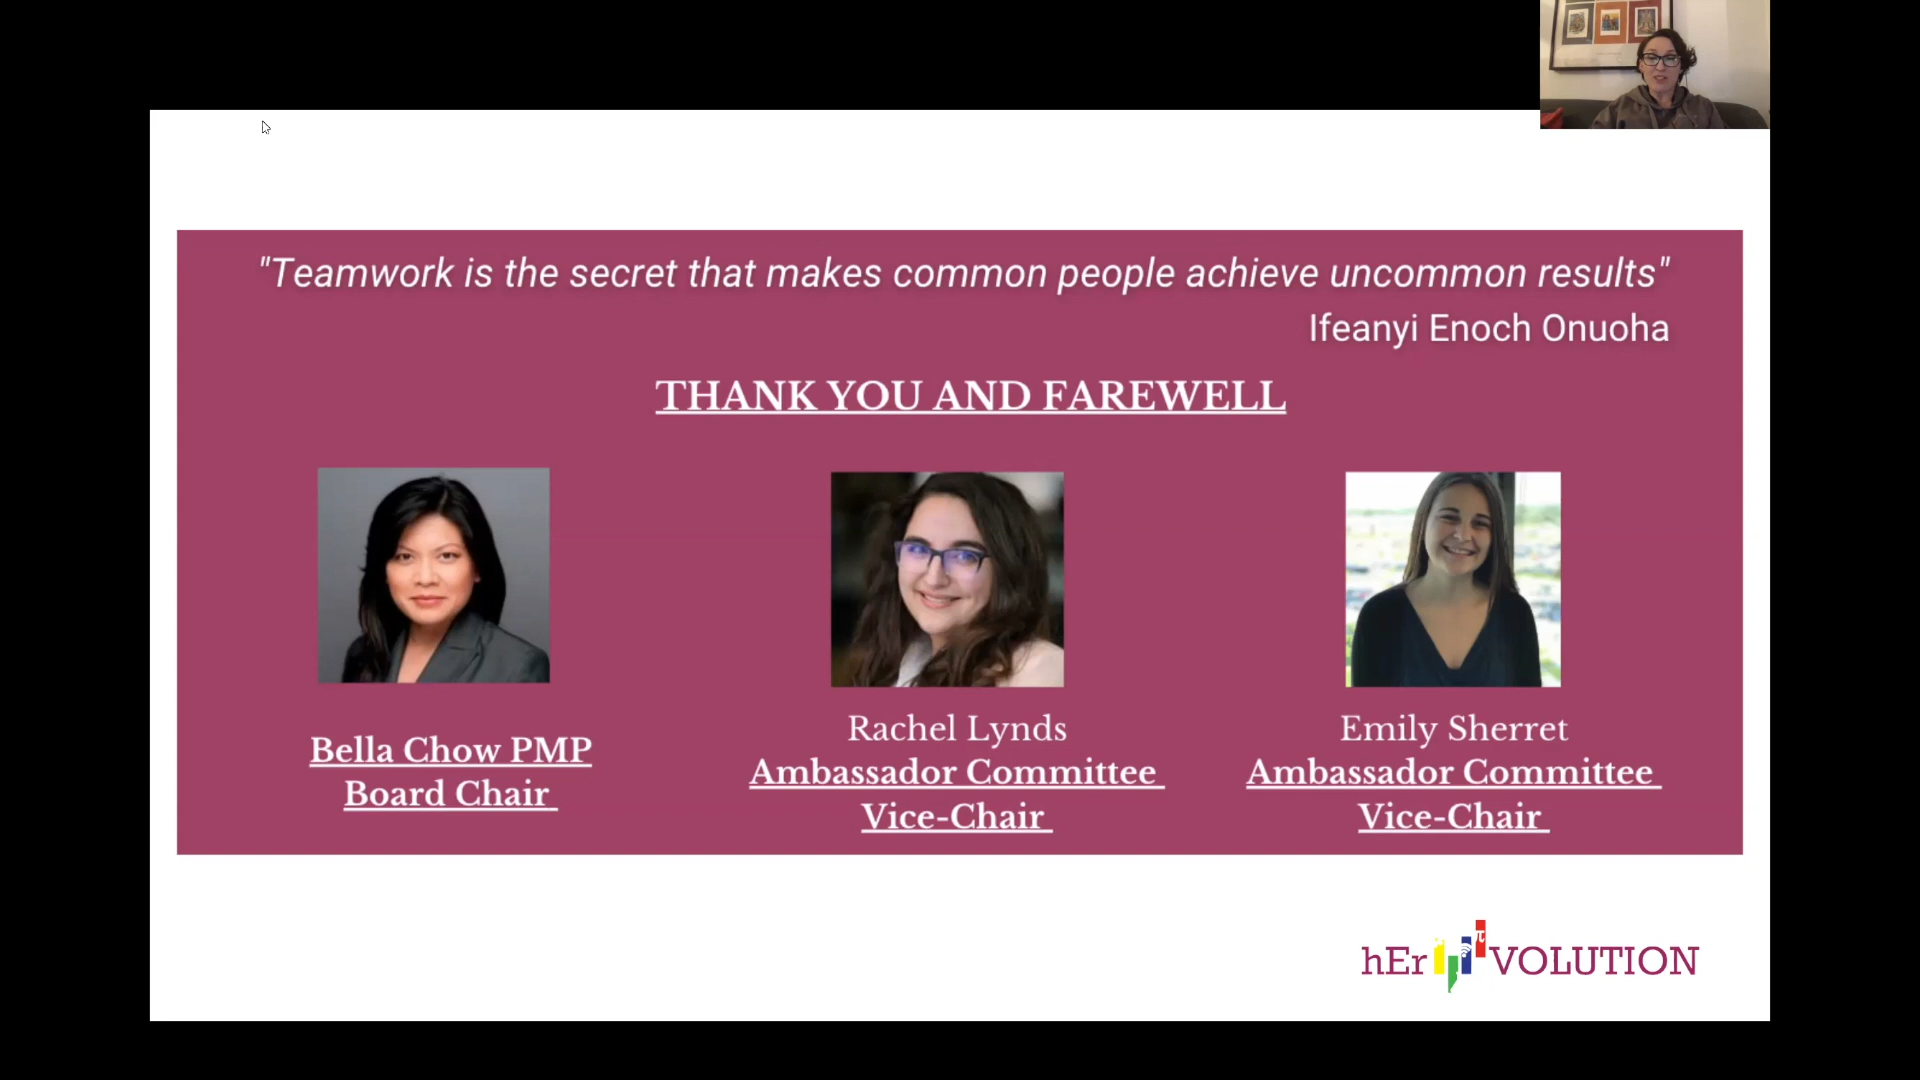 "Teamwork is the secret that makes common people achieve uncommon results"
Ifeanyi Enoch Onuoha
THANK YOU AND FAREWELL
Bella Chow PMP
Board Chair
Rachel Lynds
Ambassador Committee
Vice-Chair
Emily Sherret
Ambassador Committee
Vice-Chair
hEr VOLUTION